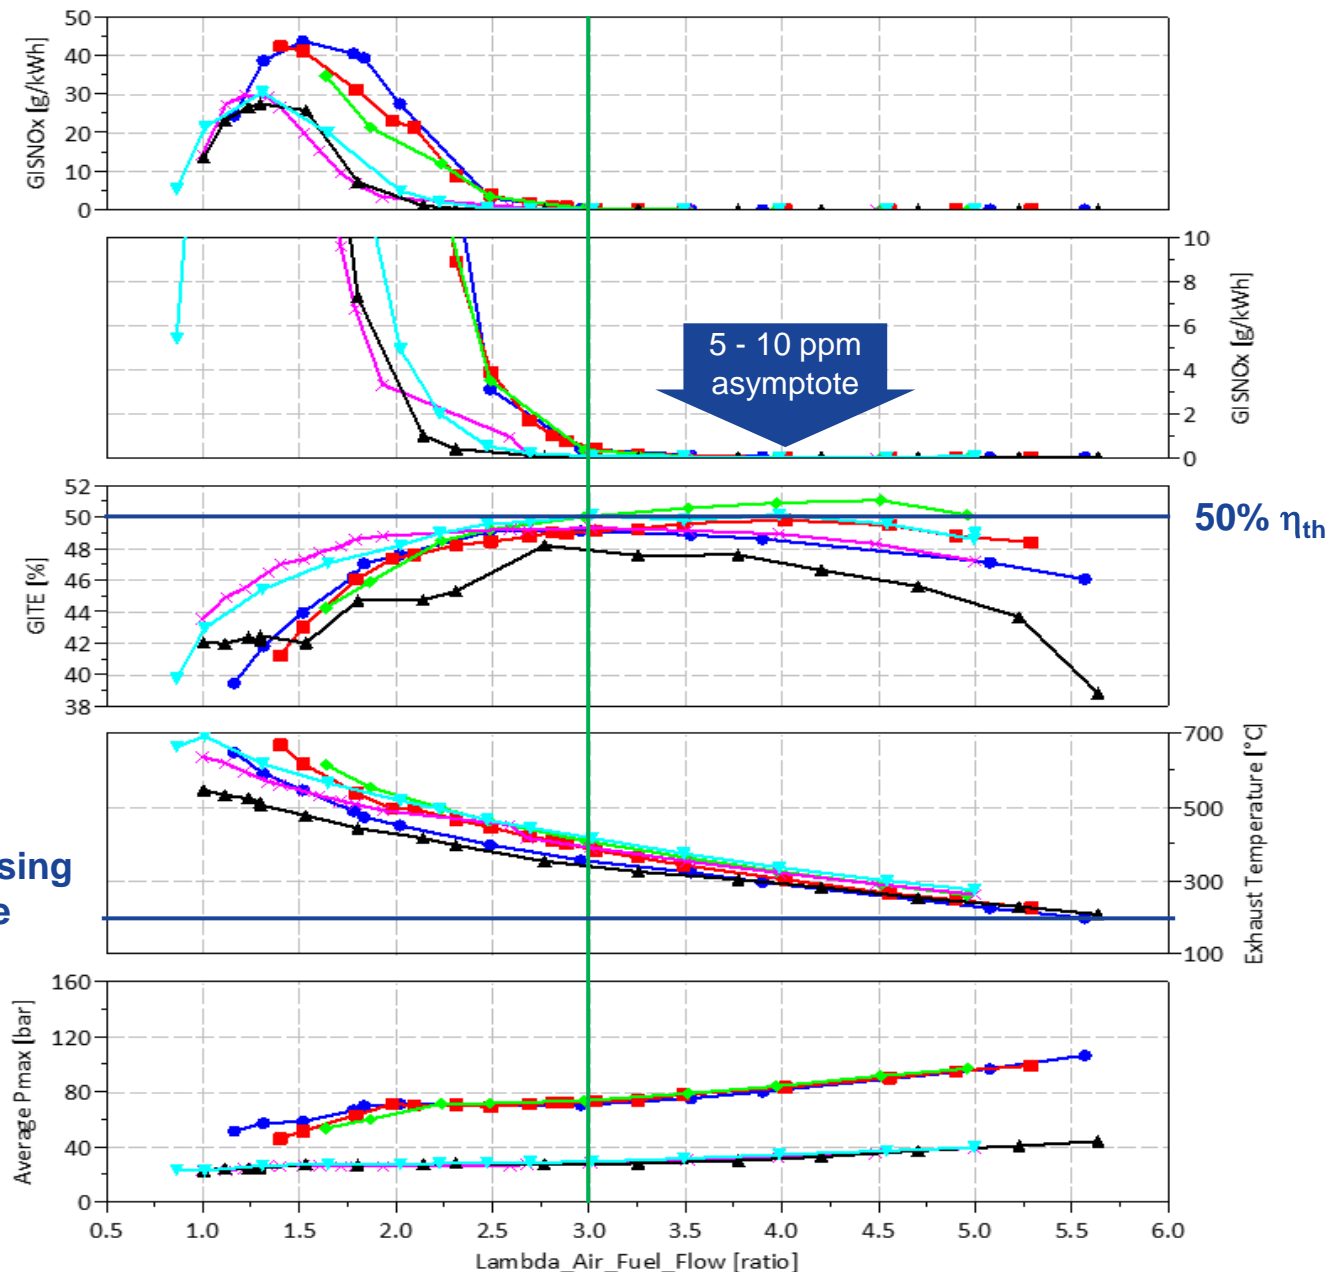 50
40
30
20
10
0
GISNOx [g/kWh]
10
8
6
4
2
0
GISNOx [g/kWh]
5 - 10 ppm
asymptote
52
50
48
46
44
42
40
38
GITE [%]
50% ηth
700
500
300
100
Exhaust Temperature [°C]
sing
e
160
120
80
40
0
Average Pmax [bar]
0.5 1.0 1.5 2.0 2.5 3.0 3.5 4.0 4.5 5.0 5.5 6.0
Lambda_Air_Fuel_Flow [ratio]